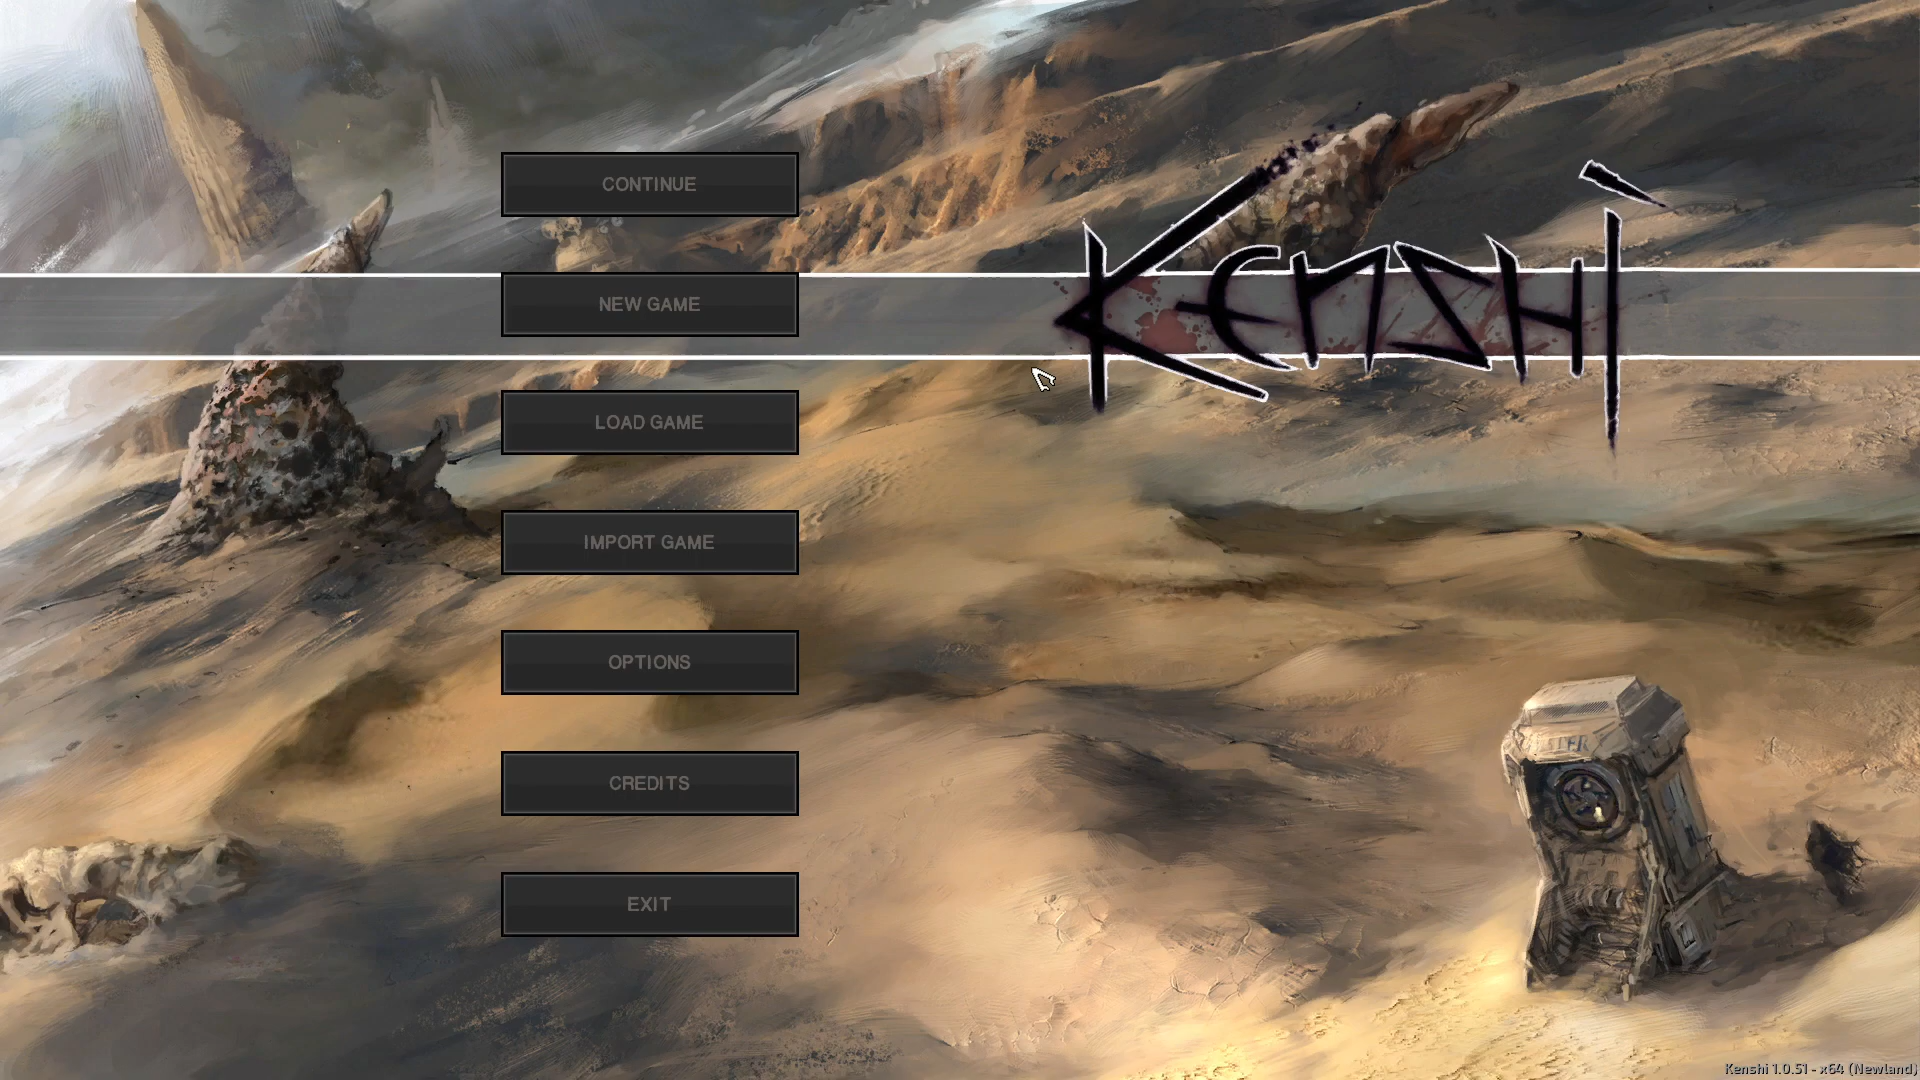 CONTINUE
NEW GAME
KENSHI
LOAD GAME
IMPORT GAME
OPTIONS
CREDITS
EXIT
Kenshi 1.0.51 - x64 (Newland)